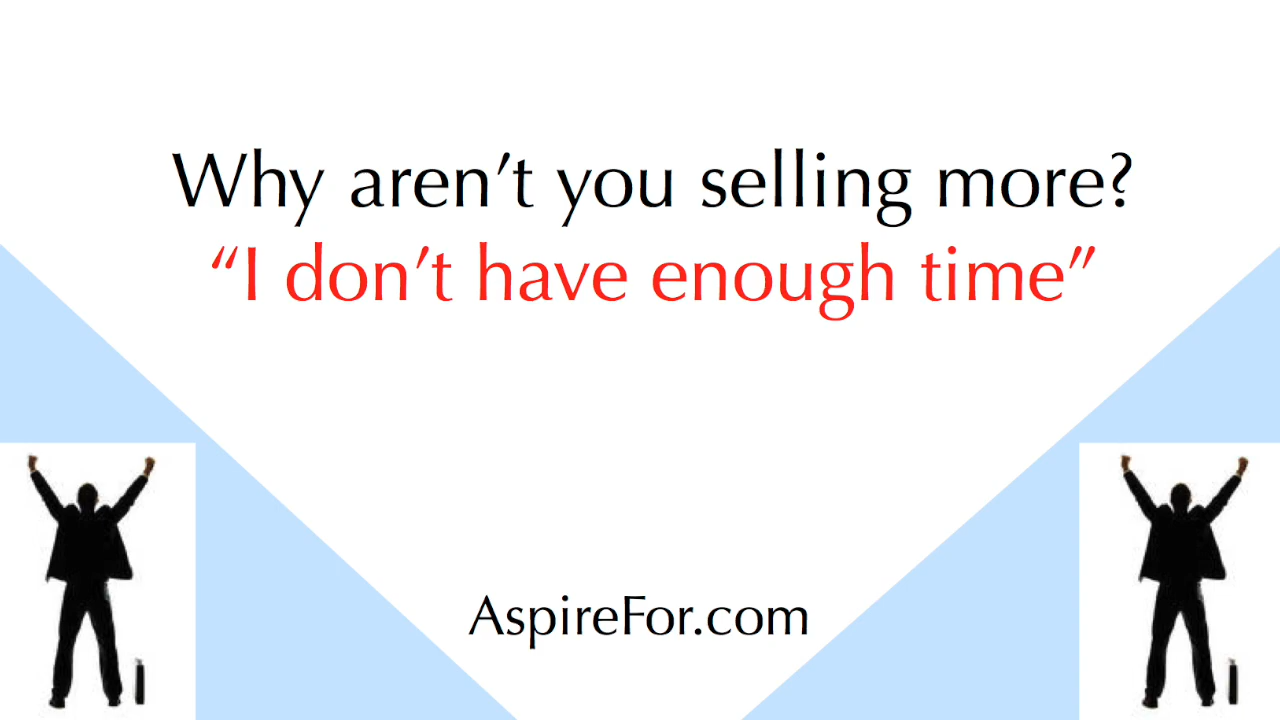 Why aren’t you selling more?
“I don’t have enough time”
AspireFor.com